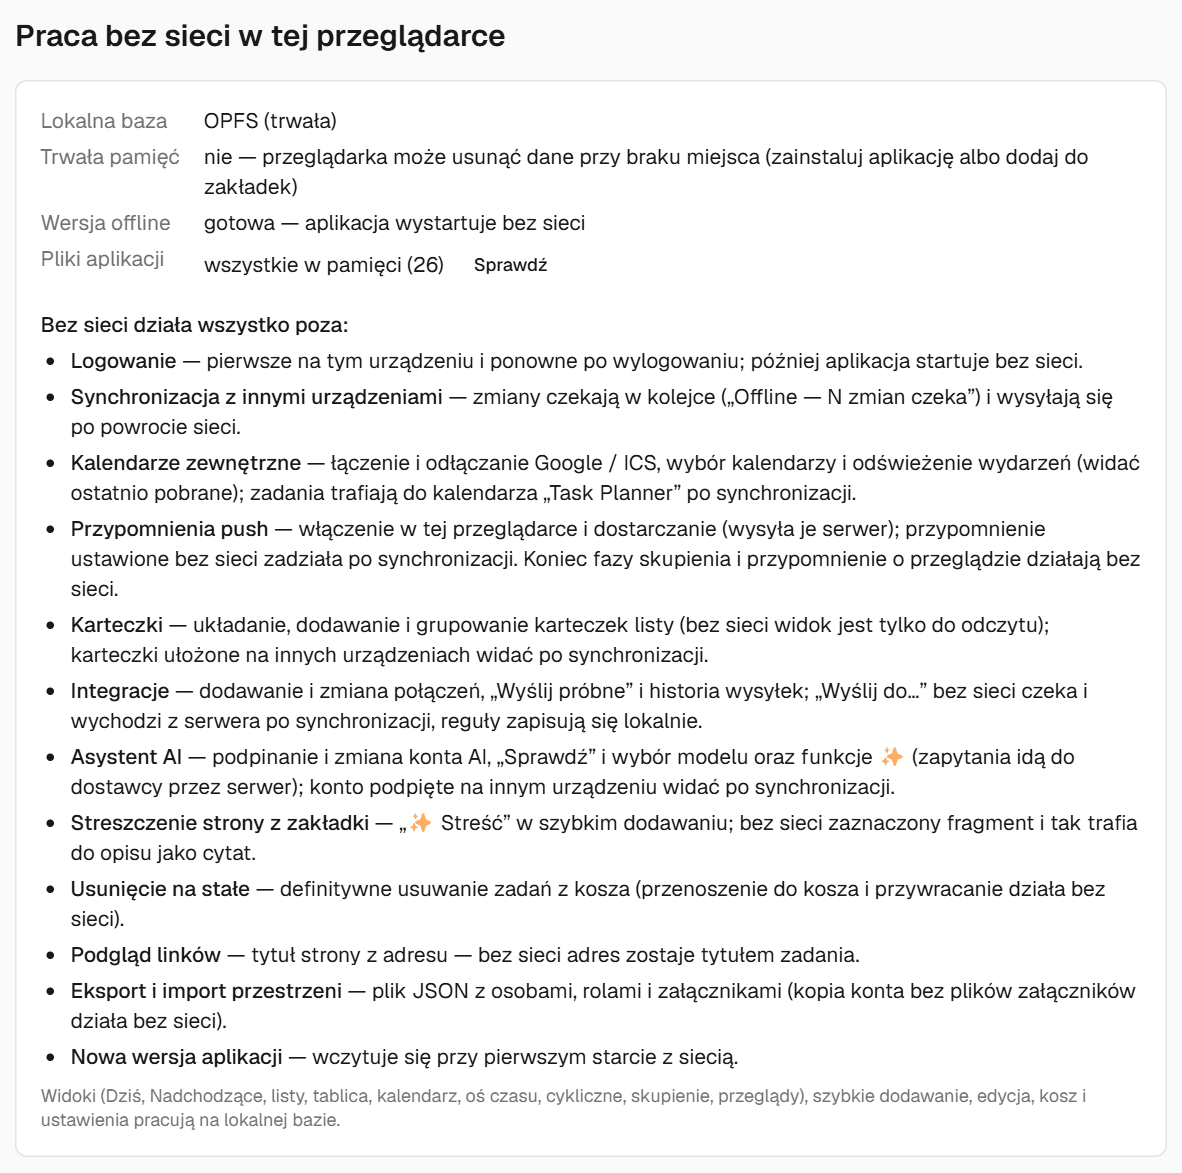 Praca bez sieci w tej przeglądarce
Lokalna baza OPFS (trwała)
Trwała pamięć nie — przeglądarka może usunąć dane przy braku miejsca (zainstaluj aplikację albo dodaj do
zakładek)
Wersja offline gotowa — aplikacja wystartuje bez sieci
Pliki aplikacji wszystkie w pamięci (26) Sprawdź
Bez sieci działa wszystko poza:
• Logowanie — pierwsze na tym urządzeniu i ponowne po wylogowaniu; później aplikacja startuje bez sieci.
• Synchronizacja z innymi urządzeniami — zmiany czekają w kolejce („Offline — N zmian czeka”) i wysyłają się
po powrocie sieci.
• Kalendarze zewnętrzne — łączenie i odłączanie Google / ICS, wybór kalendarzy i odświeżenie wydarzeń (widać
ostatnio pobrane); zadania trafiają do kalendarza „Task Planner” po synchronizacji.
• Przypomnienia push — włączenie w tej przeglądarce i dostarczanie (wysyła je serwer); przypomnienie
ustawione bez sieci zadziała po synchronizacji. Koniec fazy skupienia i przypomnienie o przeglądzie działają bez
sieci.
• Karteczki — układanie, dodawanie i grupowanie karteczek listy (bez sieci widok jest tylko do odczytu);
karteczki ułożone na innych urządzeniach widać po synchronizacji.
• Integracje — dodawanie i zmiana połączeń, „Wyślij próbne” i historia wysyłek; „Wyślij do…” bez sieci czeka i
wychodzi z serwera po synchronizacji, reguły zapisują się lokalnie.
• Asystent AI — podpinanie i zmiana konta AI, „Sprawdź” i wybór modelu oraz funkcje ✨ (zapytania idą do
dostawcy przez serwer); konto podpięte na innym urządzeniu widać po synchronizacji.
• Streszczenie strony z zakładki — „✨ Streść” w szybkim dodawaniu; bez sieci zaznaczony fragment i tak trafia
do opisu jako cytat.
• Usunięcie na stałe — definitywne usuwanie zadań z kosza (przenoszenie do kosza i przywracanie działa bez
sieci).
• Podgląd linków — tytuł strony z adresu — bez sieci adres zostaje tytułem zadania.
• Eksport i import przestrzeni — plik JSON z osobami, rolami i załącznikami (kopia konta bez plików załączników
działa bez sieci).
• Nowa wersja aplikacji — wczytuje się przy pierwszym starcie z siecią.
Widoki (Dziś, Nadchodzące, listy, tablica, kalendarz, oś czasu, cykliczne, skupienie, przeglądy), szybkie dodawanie, edycja, kosz i
ustawienia pracują na lokalnej bazie.